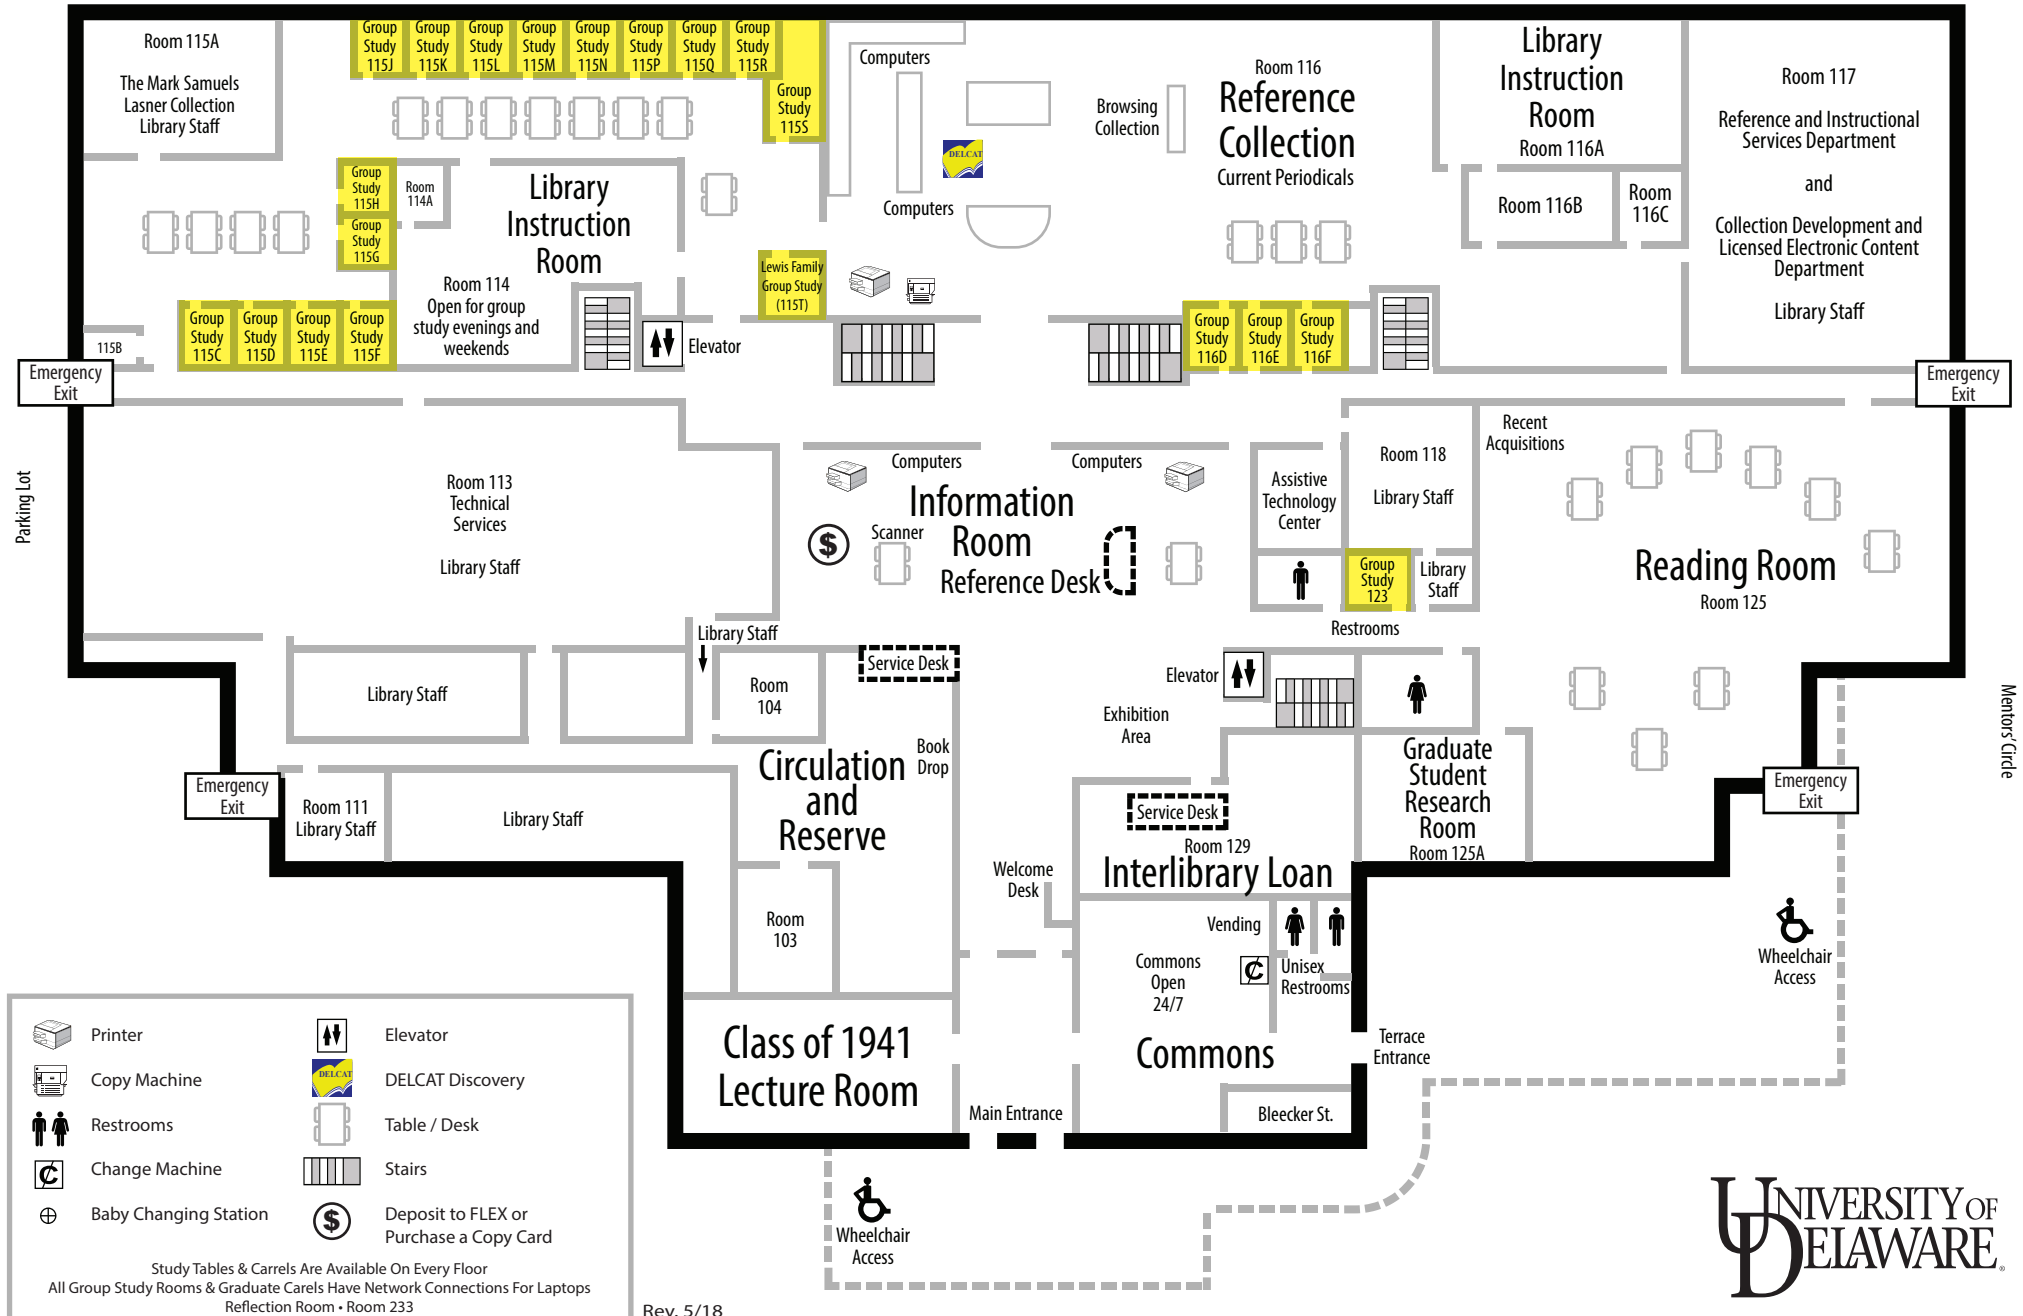 Room 115A
The Mark Samuels
Lasner Collection
Library Staff
Group
Study
115J
Group
Study
115K
Group
Study
115L
Group
Study
115M
Group
Study
115N
Group
Study
115P
Group
Study
115Q
Group
Study
115R
Group
Study
115S
Computers
Computers
DELCAT
Browsing
Collection
Room 116
Reference
Collection
Current Periodicals
Library
Instruction
Room
Room 116A
Room 116B
Room
116C
Room 117
Reference and Instructional
Services Department
and
Collection Development and
Licensed Electronic Content
Department
Library Staff
Group
Study
115H
Group
Study
115G
Room
114A
Library
Instruction
Room
Room 114
Open for group
study evenings and
weekends
Lewis Family
Group Study
(115T)
115B
Group
Study
115C
Group
Study
115D
Group
Study
115E
Group
Study
115F
Elevator
Group
Study
116D
Group
Study
116E
Group
Study
116F
Emergency
Exit
Emergency
Exit
Parking Lot
Room 113
Technical
Services
Library Staff
Computers
Computers
Information
Room
Reference Desk
$
Scanner
Assistive
Technology
Center
Room 118
Library Staff
Recent
Acquisitions
Group
Study
123
Library
Staff
Restrooms
Reading Room
Room 125
Mentors' Circle
Library Staff
Library Staff
Room
104
Service Desk
Elevator
Exhibition
Area
Book
Drop
Circulation
and
Reserve
Graduate
Student
Research
Room
Room 125A
Emergency
Exit
Room 111
Library Staff
Library Staff
Emergency
Exit
Service Desk
Room 129
Interlibrary Loan
Welcome
Desk
Room
103
Vending
Commons
Open
24/7
¢
Unisex
Restrooms
Wheelchair
Access
Class of 1941
Lecture Room
Commons
Terrace
Entrance
Main Entrance
Bleecker St.
Wheelchair
Access
Printer
Elevator
Copy Machine
DELCAT
DELCAT Discovery
Restrooms
Table / Desk
¢
Change Machine
Stairs
Baby Changing Station
$
Deposit to FLEX or
Purchase a Copy Card
Study Tables & Carrels Are Available On Every Floor
All Group Study Rooms & Graduate Carels Have Network Connections For Laptops
Reflection Room • Room 233
Rev. 5/18
UNIVERSITY OF
DELAWARE